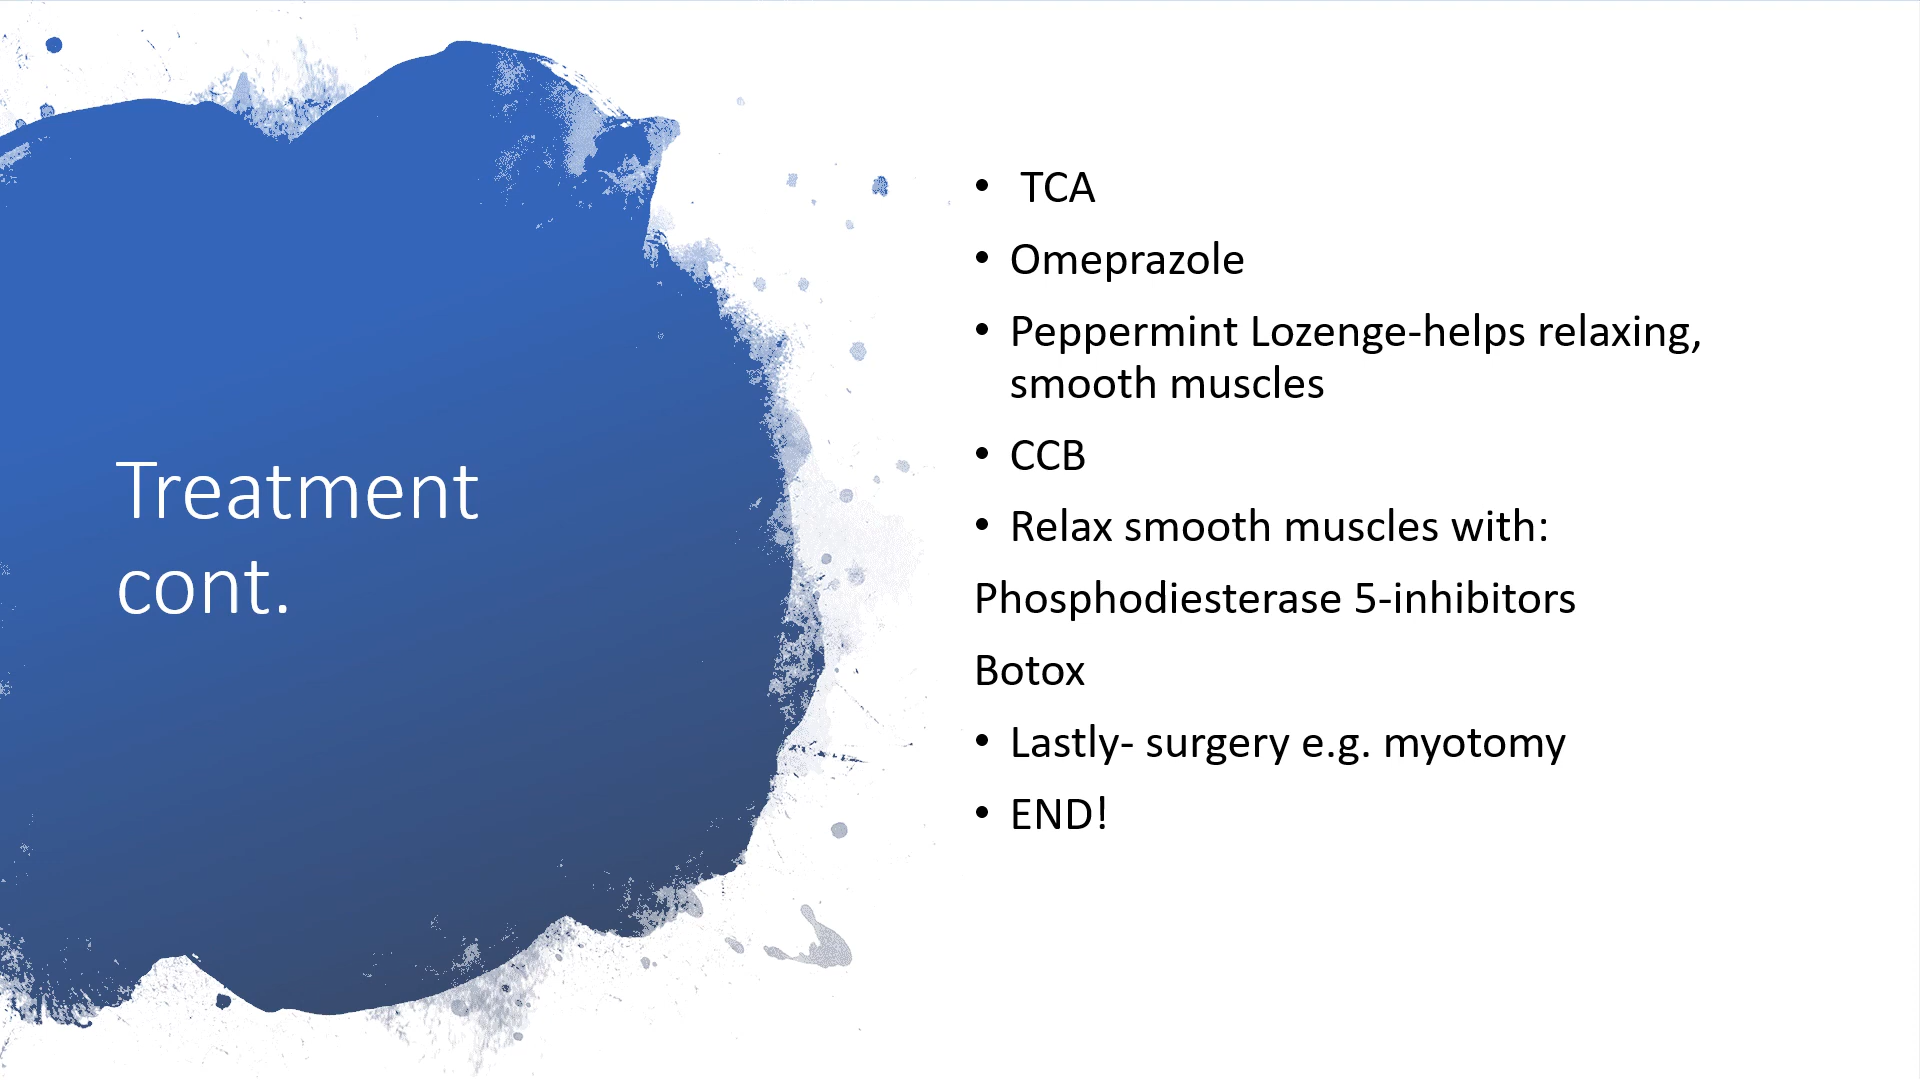 Treatment
cont.
• TCA
• Omeprazole
• Peppermint Lozenge-helps relaxing,
smooth muscles
• CCB
• Relax smooth muscles with:
Phosphodiesterase 5-inhibitors
Botox
• Lastly- surgery e.g. myotomy
• END!